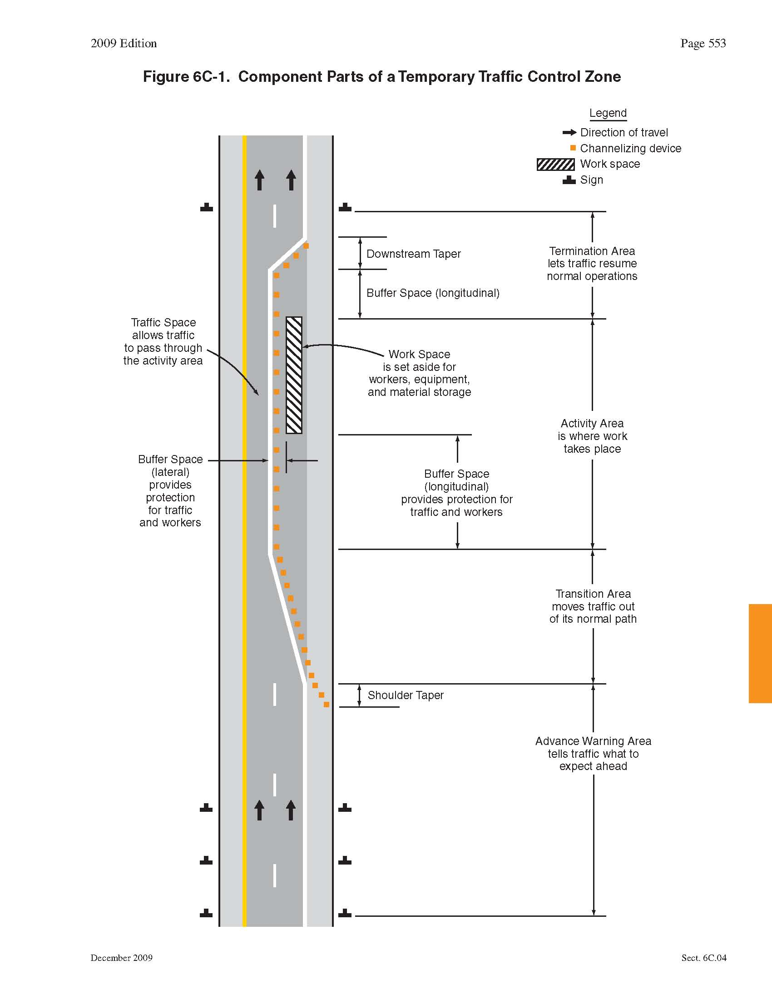 2009 Edition
Page 553
Figure 6C-1. Component Parts of a Temporary Traffic Control Zone
Legend
Direction of travel
Channelizing device
Work space
Sign
Downstream Taper
Termination Area
lets traffic resume
normal operations
Buffer Space (longitudinal)
Traffic Space
allows traffic
to pass through
the activity area
Work Space
is set aside for
workers, equipment,
and material storage
Activity Area
is where work
takes place
Buffer Space
(lateral)
provides
protection
for traffic
and workers
Buffer Space
(longitudinal)
provides protection for
traffic and workers
Transition Area
moves traffic out
of its normal path
Shoulder Taper
Advance Warning Area
tells traffic what to
expect ahead
December 2009
Sect. 6C.04